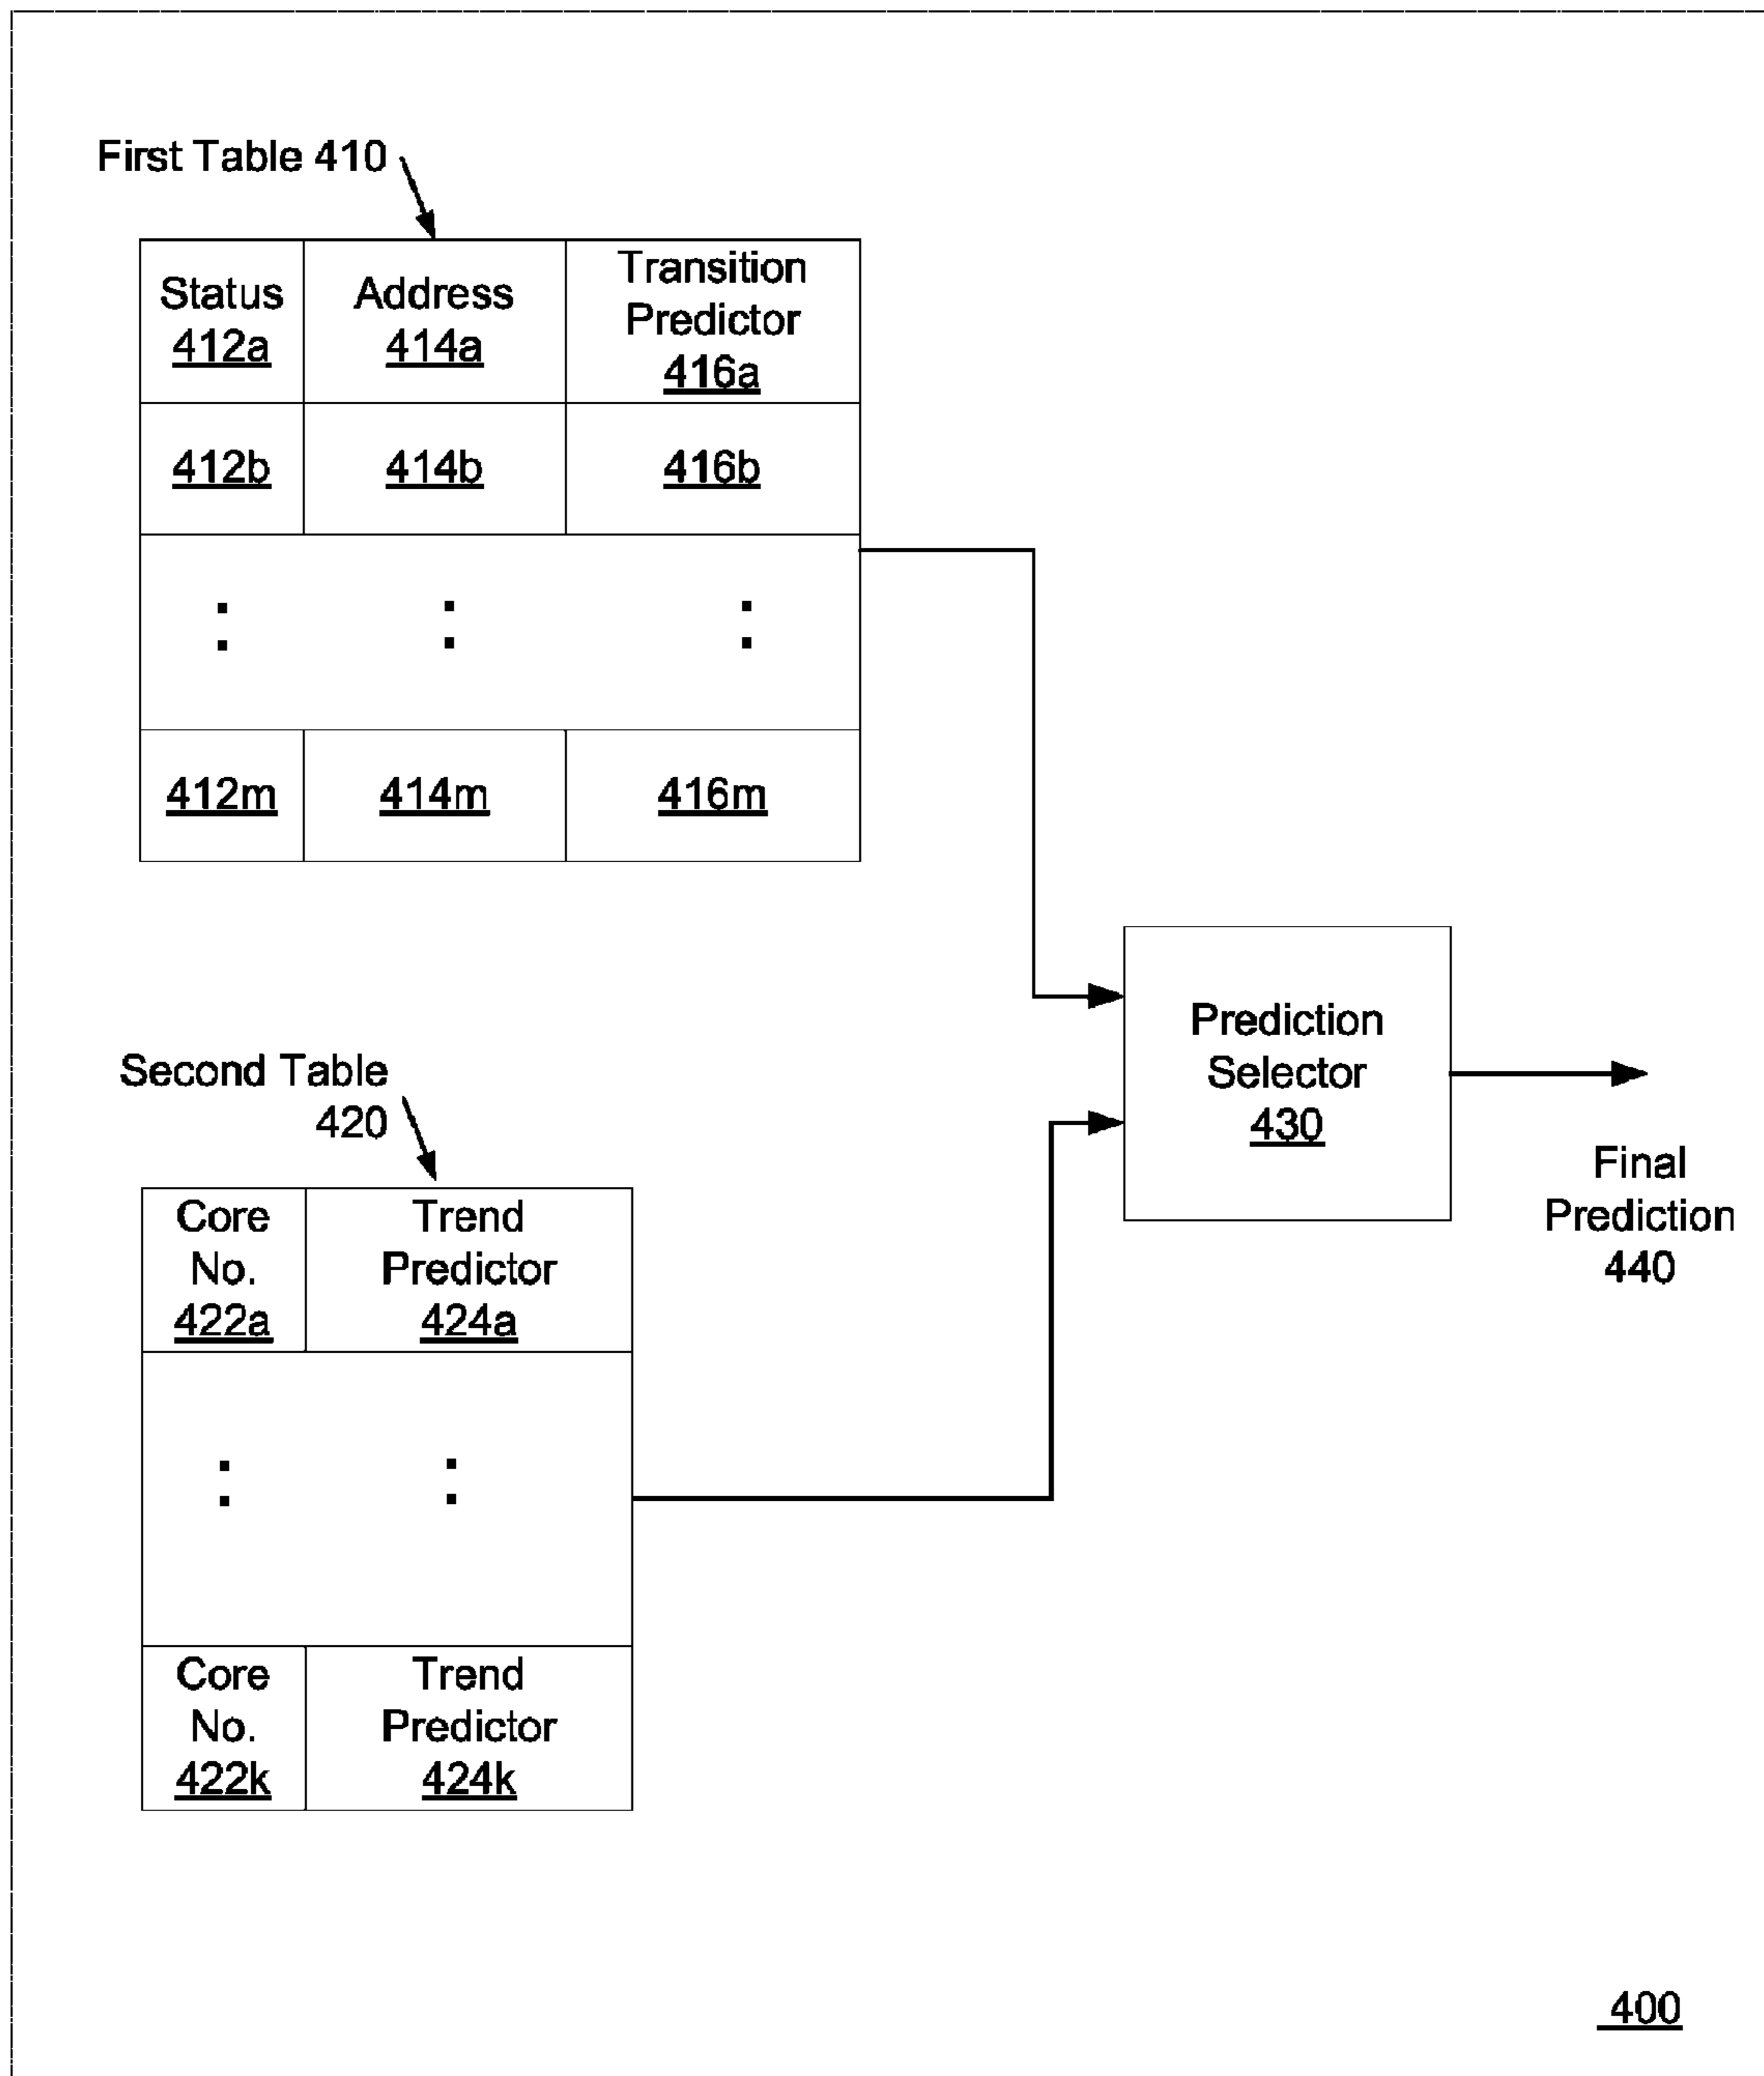 First Table 410
Status
412a
Address
414a
Transition
Predictor
416a
412b
414b
416b
412m
414m
416m
Prediction
Selector
430
Final
Prediction
440
Second Table
420
Core
No.
422a
Trend
Predictor
424a
Core
No.
422k
Trend
Predictor
424k
400